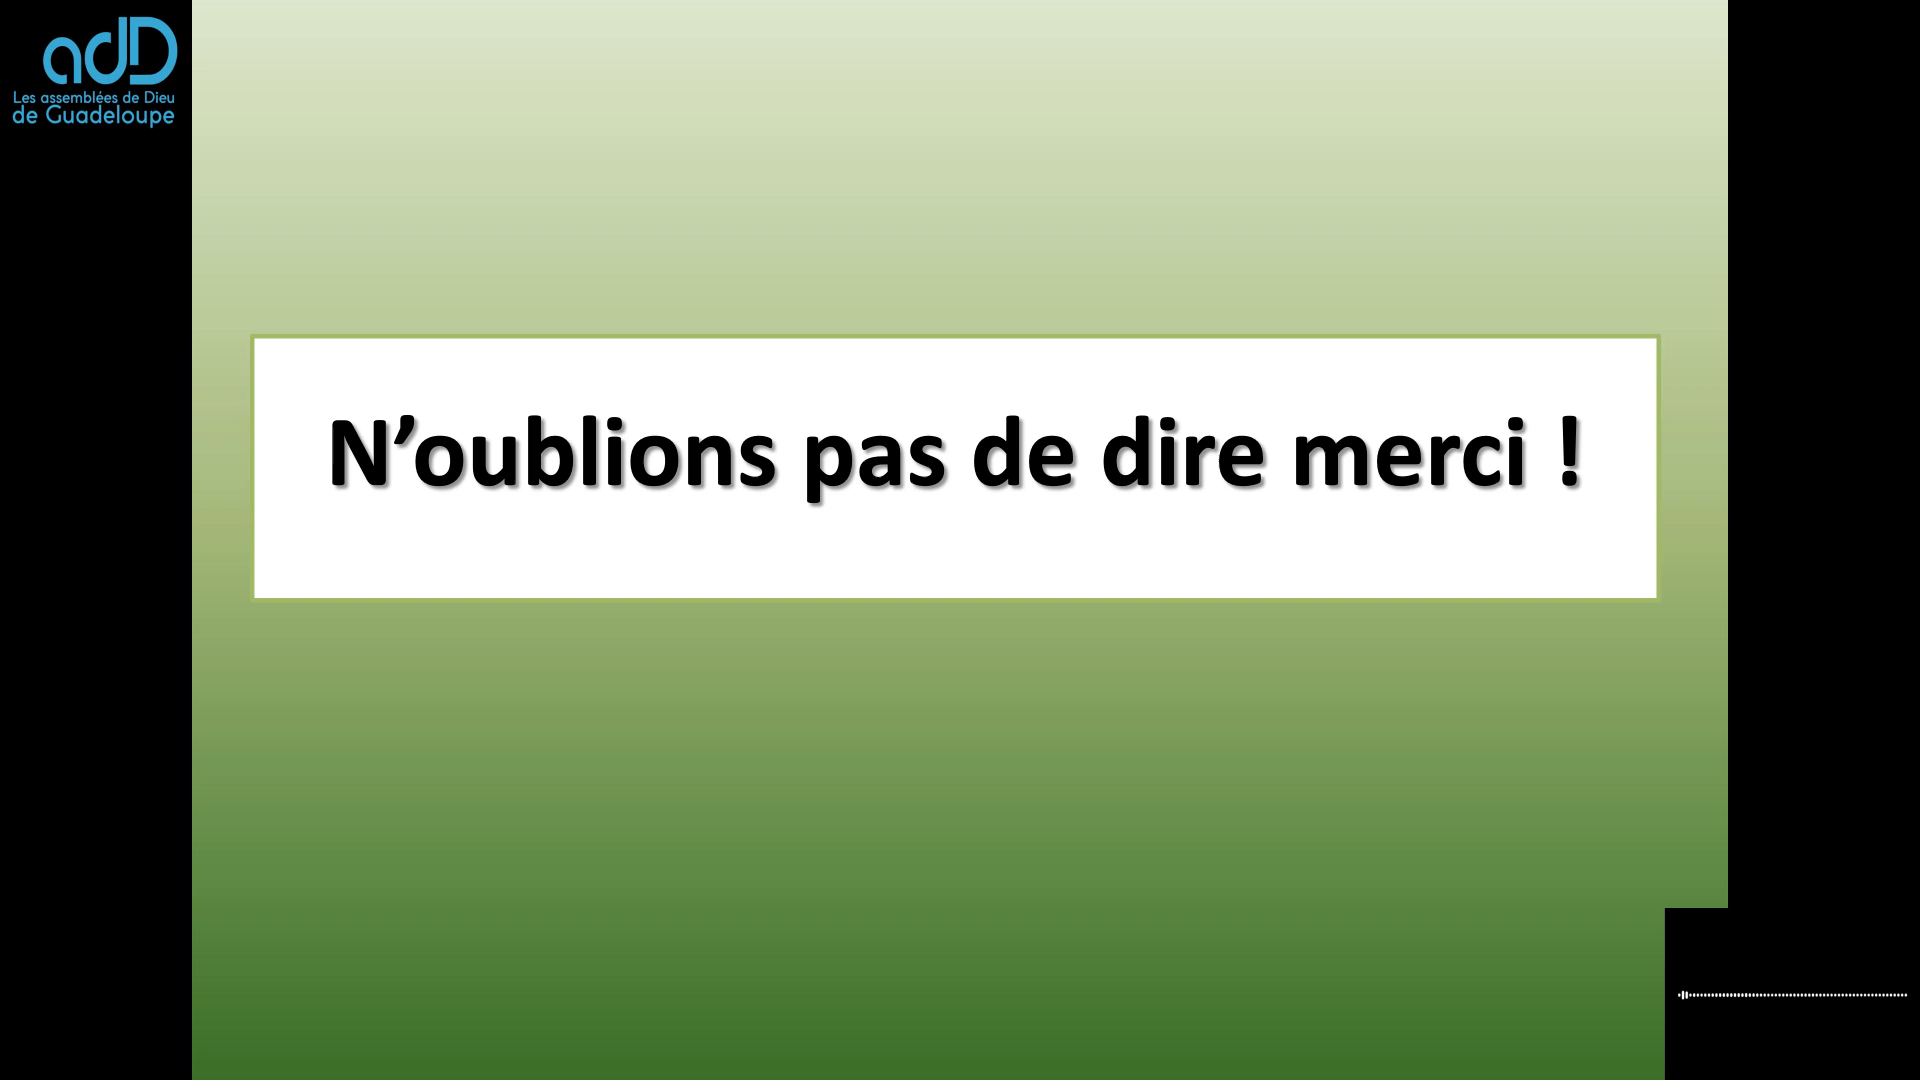 adD
Les assemblées de Dieu
de Guadeloupe
N’oublions pas de dire merci !